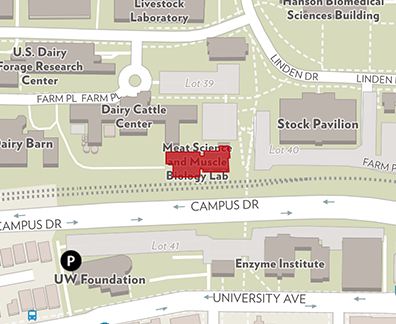 Livestock
Laboratory
Hanson Biomedical
Sciences Building
U.S. Dairy
Forage Research
Center
LINDEN DR
LINDEN
Lot 39
FARM PL FARM PL
Dairy Cattle
Center
Stock Pavilion
Dairy Barn
Meat Science
and Muscle
Biology Lab
Lot 40
FARM P
CAMPUS DR
CAMPUS DR
Lot 41
P
UW Foundation
Enzyme Institute
UNIVERSITY AVE